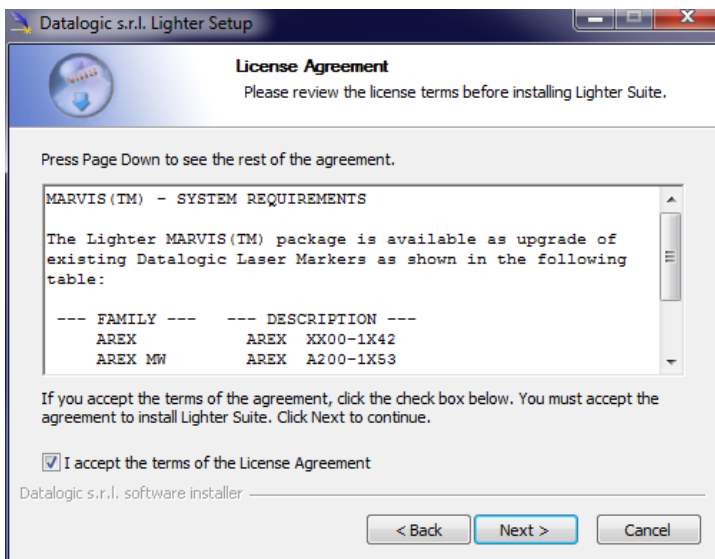 Datalogic s.r.l. Lighter Setup
License Agreement
Please review the license terms before installing Lighter Suite.
Press Page Down to see the rest of the agreement.
MARVIS(TM) - SYSTEM REQUIREMENTS
The Lighter MARVIS(TM) package is available as upgrade of
existing Datalogic Laser Markers as shown in the following
table:
--- FAMILY --- --- DESCRIPTION ---
AREX AREX XX00-1X42
AREX MW AREX A200-1X53
If you accept the terms of the agreement, click the check box below. You must accept the
agreement to install Lighter Suite. Click Next to continue.
I accept the terms of the License Agreement
Datalogic s.r.l. software installer
< Back Next > Cancel